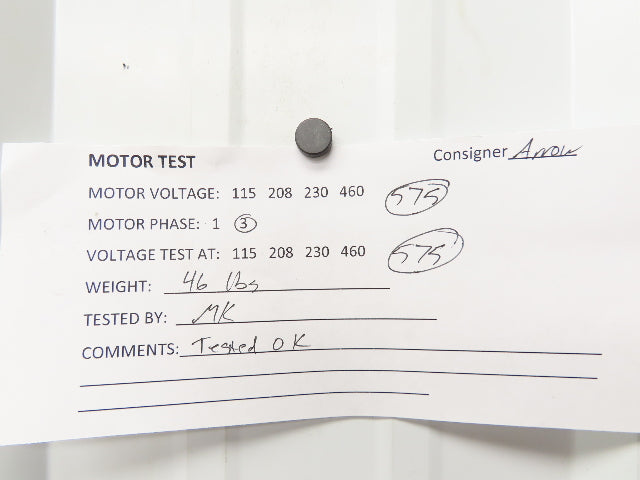 MOTOR TEST
Consigner Arrow
MOTOR VOLTAGE: 115 208 230 460 575
MOTOR PHASE: 1 3
VOLTAGE TEST AT: 115 208 230 460 575
WEIGHT: 46 lbs
TESTED BY: MK
COMMENTS: Tested OK